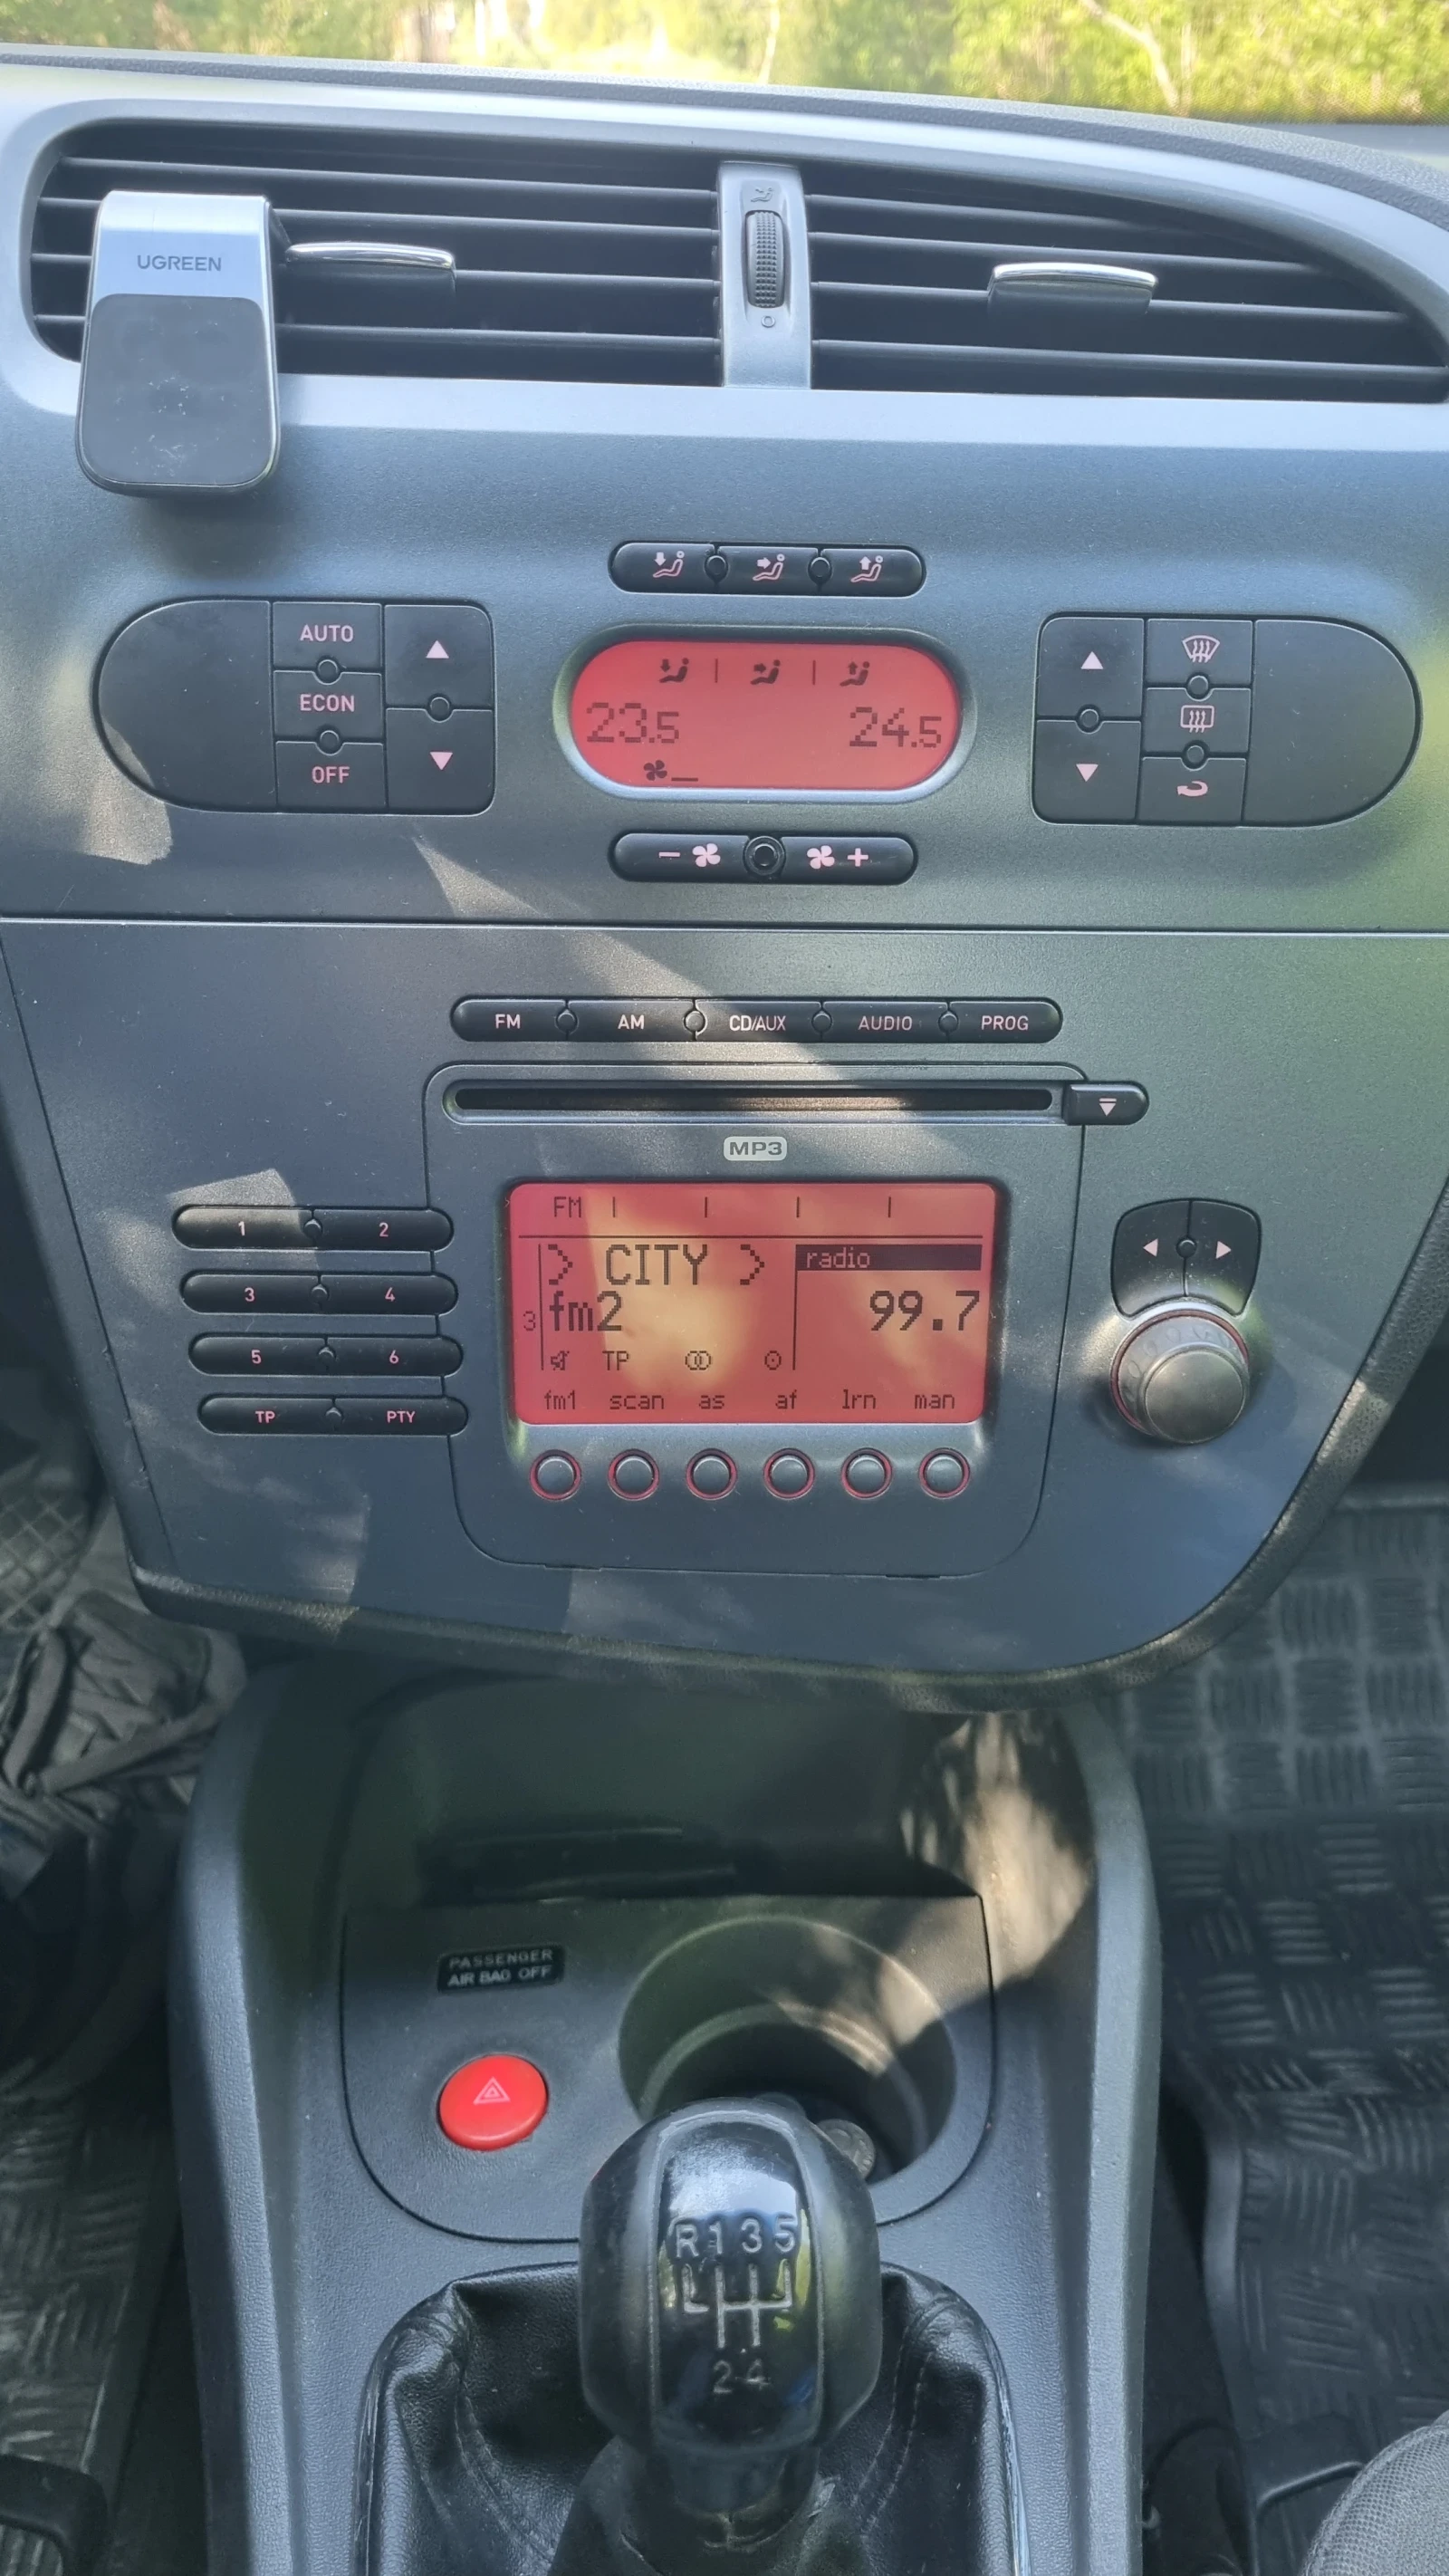 UGREEN
AUTO
ECON
OFF
23.5 24.5
FM AM CD/AUX AUDIO PROG
MP3
FM
> CITY > radio
3 fm2 99.7
TP
fm1 scan as af lrn man
1 2
3 4
5 6
TP PTY
PASSENGER
AIR BAG OFF
R 1 3 5
2 4